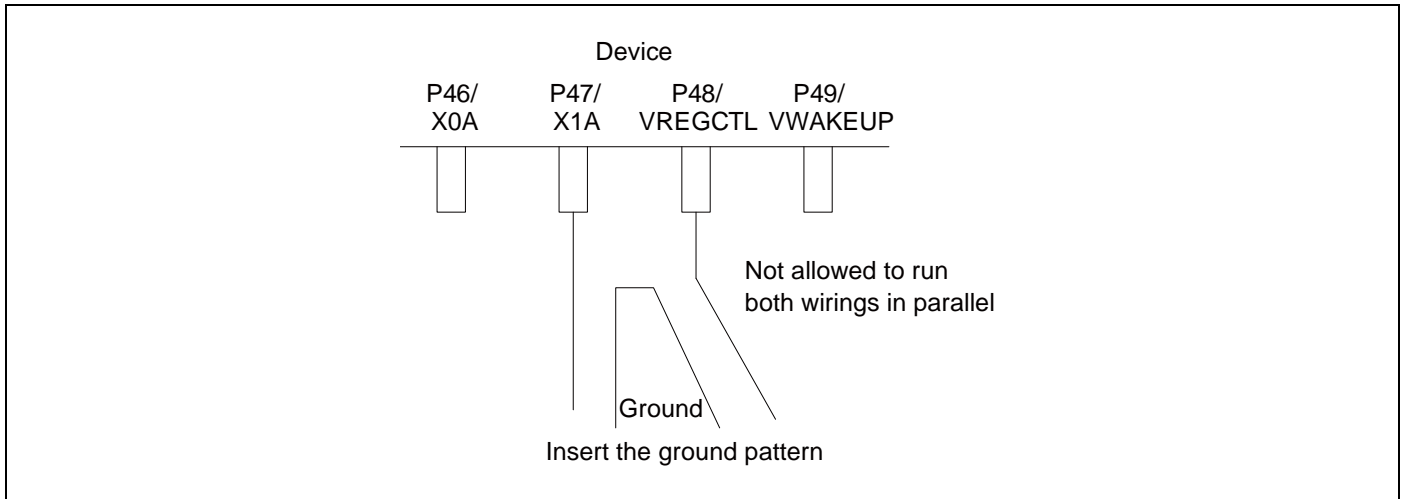 Device
P46/ P47/ P48/ P49/
X0A X1A VREGCTL VWAKEUP
Not allowed to run
both wirings in parallel
Ground
Insert the ground pattern